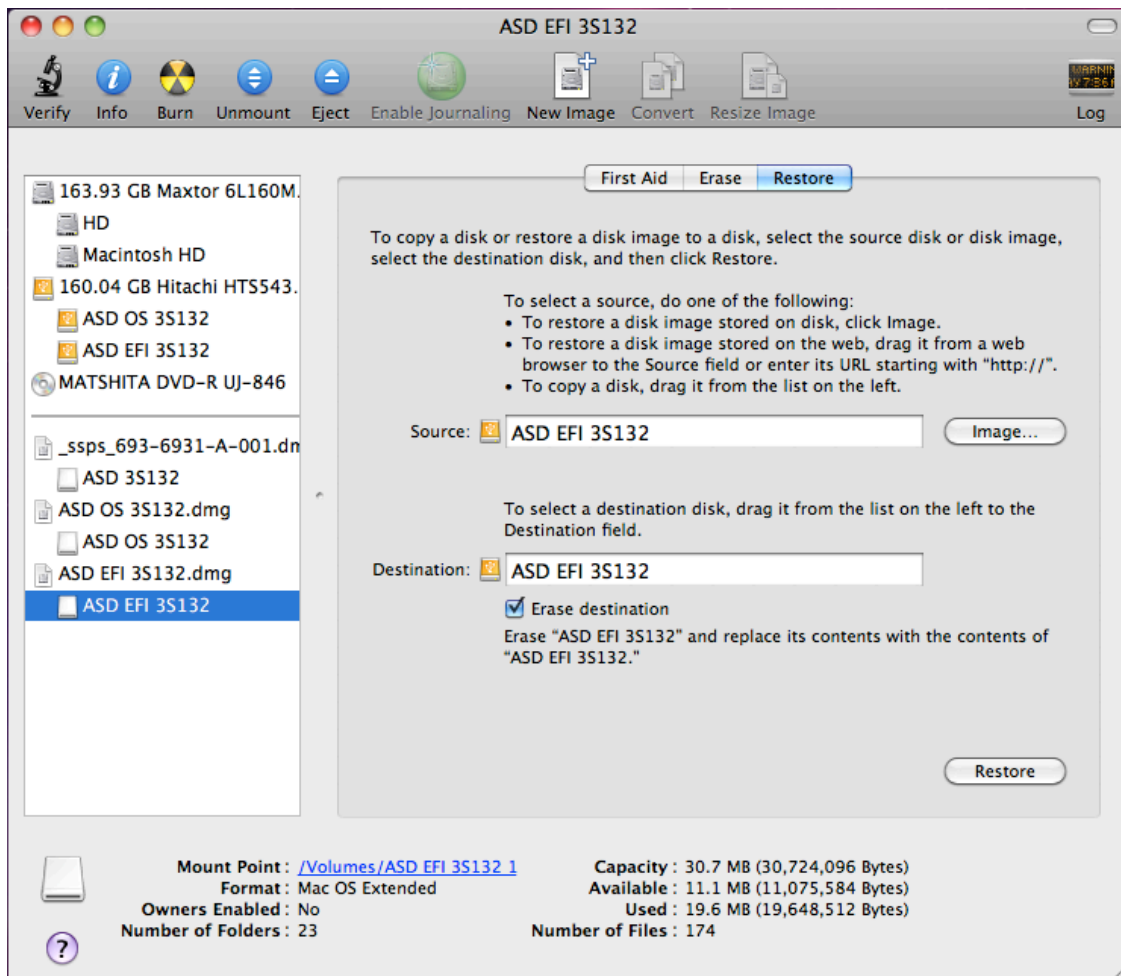 ASD EFI 3S132
Verify Info Burn Unmount Eject Enable Journaling New Image Convert Resize Image Log
WARNIN
First Aid Erase Restore
163.93 GB Maxtor 6L160M.
HD
Macintosh HD
160.04 GB Hitachi HTS543.
ASD OS 3S132
ASD EFI 3S132
MATSHITA DVD-R UJ-846
_ssps_693-6931-A-001.dm
ASD 3S132
ASD OS 3S132.dmg
ASD OS 3S132
ASD EFI 3S132.dmg
ASD EFI 3S132
To copy a disk or restore a disk image to a disk, select the source disk or disk image,
select the destination disk, and then click Restore.
To select a source, do one of the following:
• To restore a disk image stored on disk, click Image.
• To restore a disk image stored on the web, drag it from a web
browser to the Source field or enter its URL starting with “http://”.
• To copy a disk, drag it from the list on the left.
Source: ASD EFI 3S132 Image...
To select a destination disk, drag it from the list on the left to the
Destination field.
Destination: ASD EFI 3S132
Erase destination
Erase “ASD EFI 3S132” and replace its contents with the contents of
“ASD EFI 3S132.”
Restore
Mount Point : /Volumes/ASD EFI 3S132 1
Format : Mac OS Extended
Owners Enabled : No
Number of Folders : 23
Capacity : 30.7 MB (30,724,096 Bytes)
Available : 11.1 MB (11,075,584 Bytes)
Used : 19.6 MB (19,648,512 Bytes)
Number of Files : 174
?